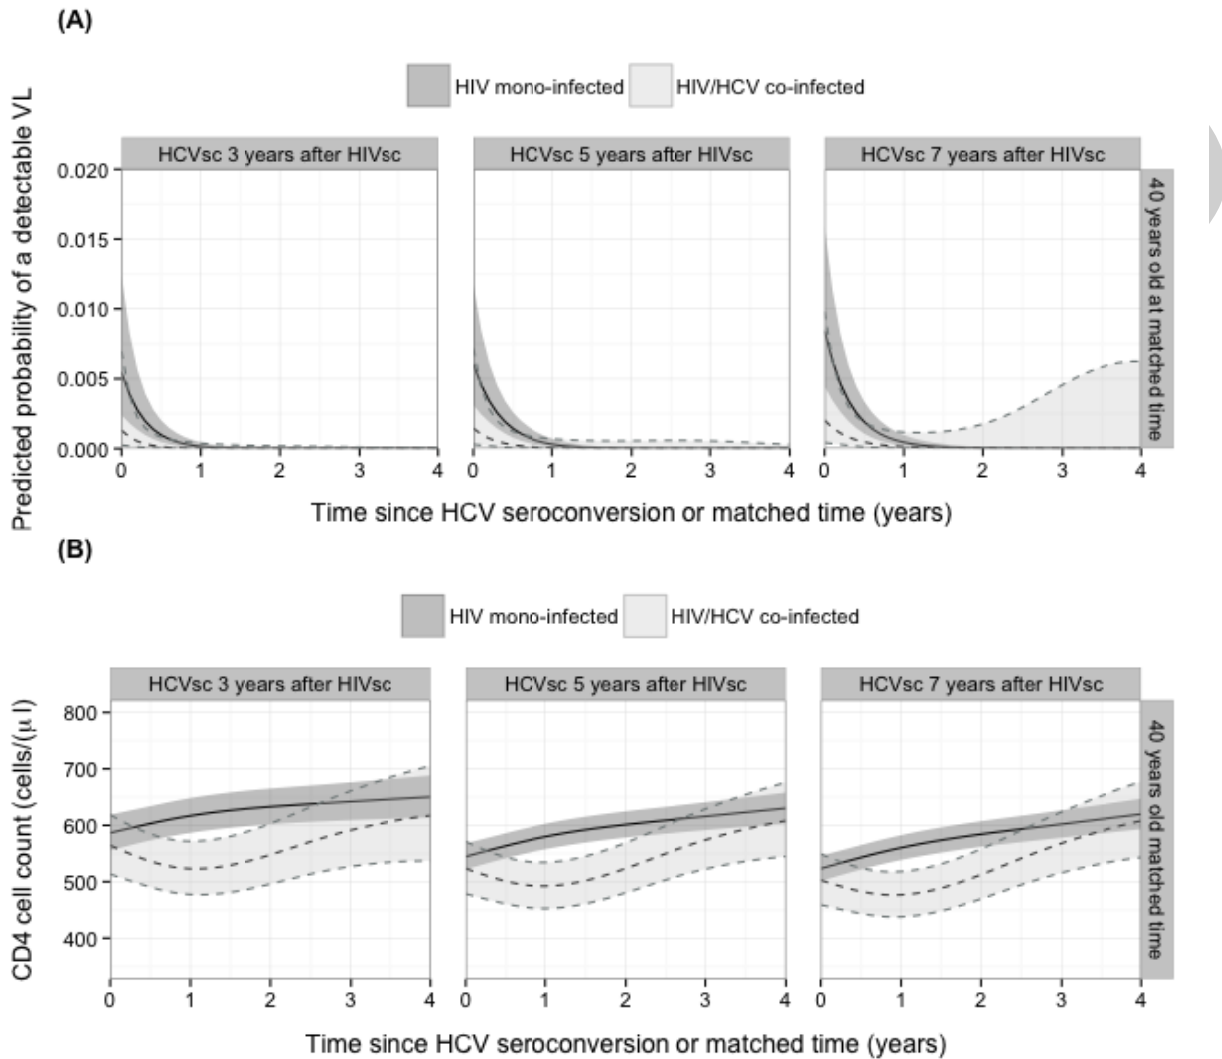 (A)
HIV mono-infected HIV/HCV co-infected
HCVsc 3 years after HIVsc HCVsc 5 years after HIVsc HCVsc 7 years after HIVsc
Predicted probability of a detectable VL
0.020
0.015
0.010
0.005
0.000
40 years old at matched time
0 1 2 3 4 0 1 2 3 4 0 1 2 3 4
Time since HCV seroconversion or matched time (years)
(B)
HIV mono-infected HIV/HCV co-infected
HCVsc 3 years after HIVsc HCVsc 5 years after HIVsc HCVsc 7 years after HIVsc
CD4 cell count (cells/(μ l)
800
700
600
500
400
40 years old matched time
0 1 2 3 4 0 1 2 3 4 0 1 2 3 4
Time since HCV seroconversion or matched time (years)